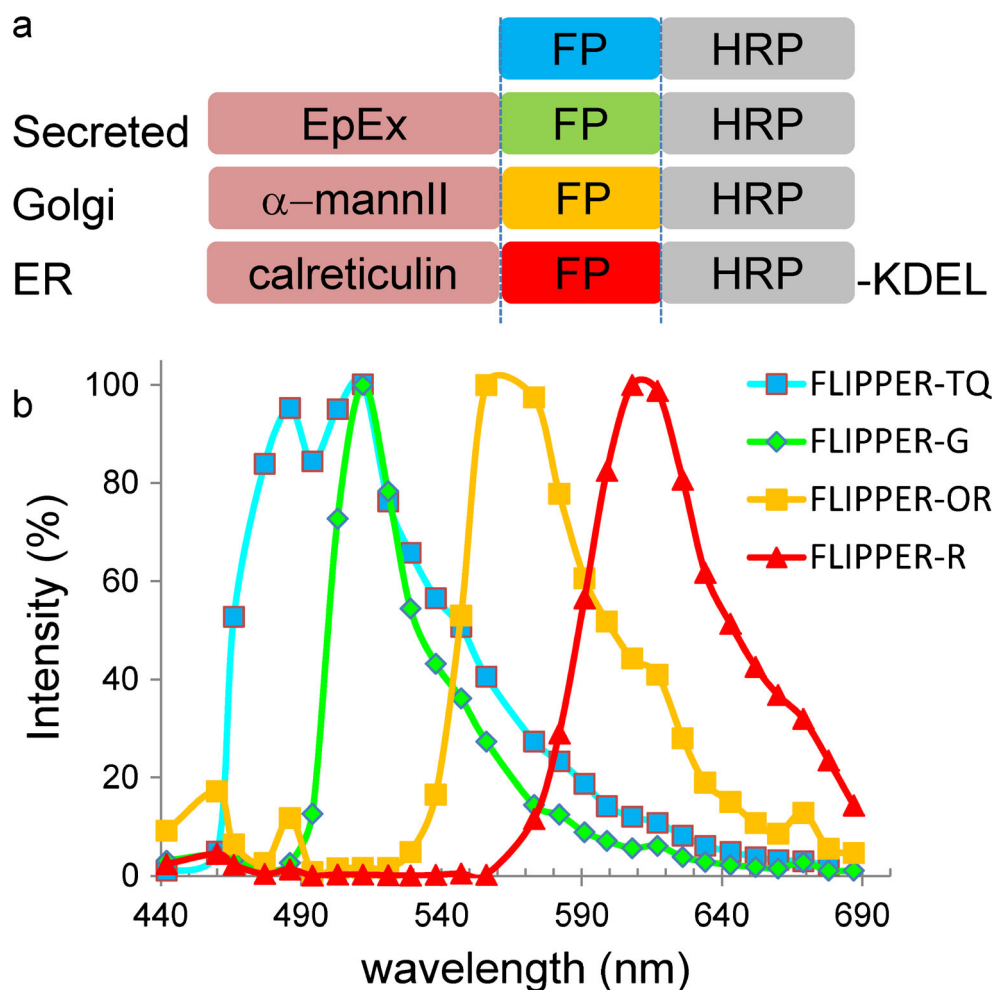 a
FP HRP
Secreted EpEx FP HRP
Golgi α–mannII FP HRP
ER calreticulin FP HRP -KDEL
b
100
80
60
40
20
0
Intensity (%)
FLIPPER-TQ
FLIPPER-G
FLIPPER-OR
FLIPPER-R
440 490 540 590 640 690
wavelength (nm)